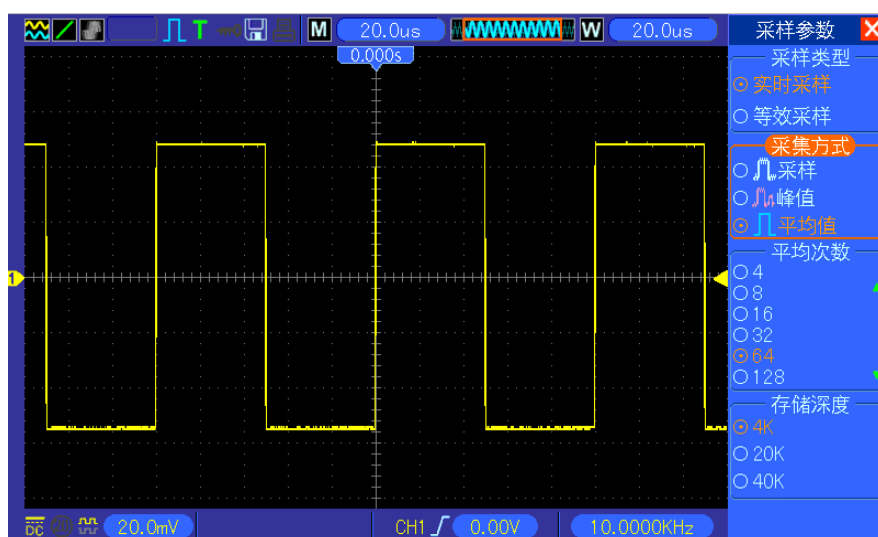 T M 20.0us W 20.0us
0.000s
采样参数
采样类型
实时采样
等效采样
采集方式
采样
峰值
平均值
平均次数
4
8
16
32
64
128
存储深度
4K
20K
40K
1
DC 20.0mV CH1 0.00V 10.0000KHz